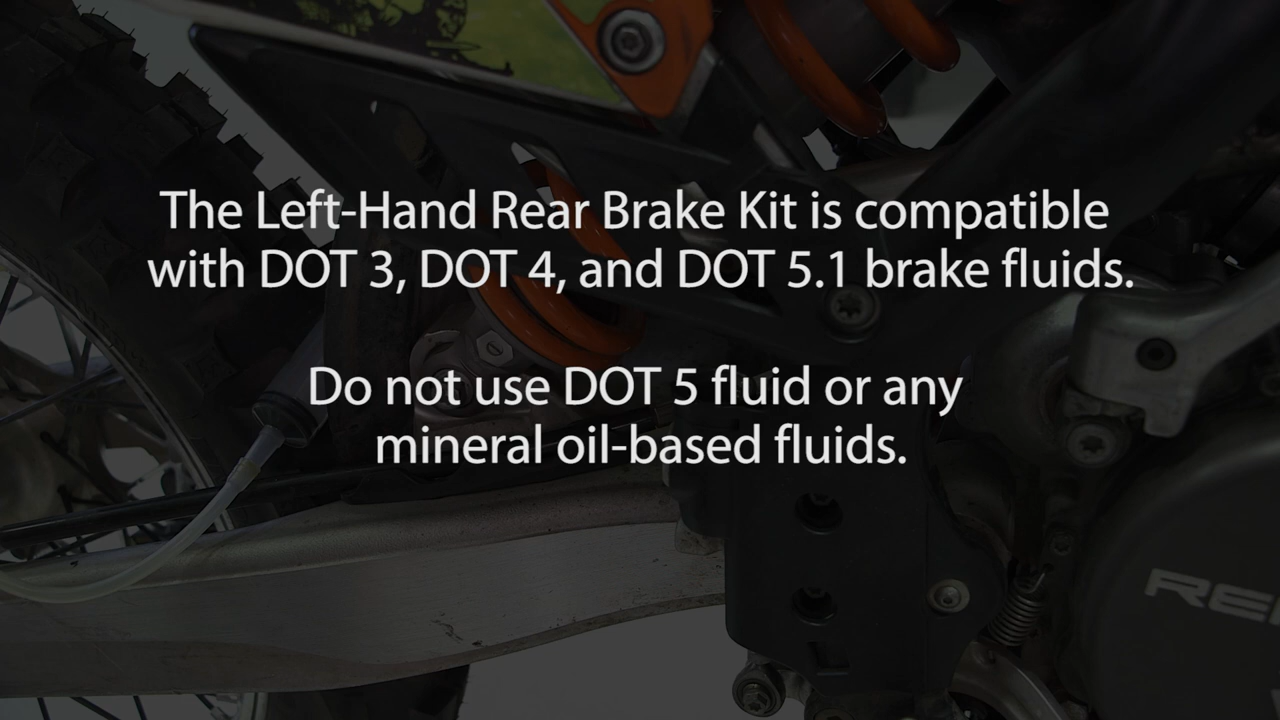 The Left-Hand Rear Brake Kit is compatible
with DOT 3, DOT 4, and DOT 5.1 brake fluids.
Do not use DOT 5 fluid or any
mineral oil-based fluids.